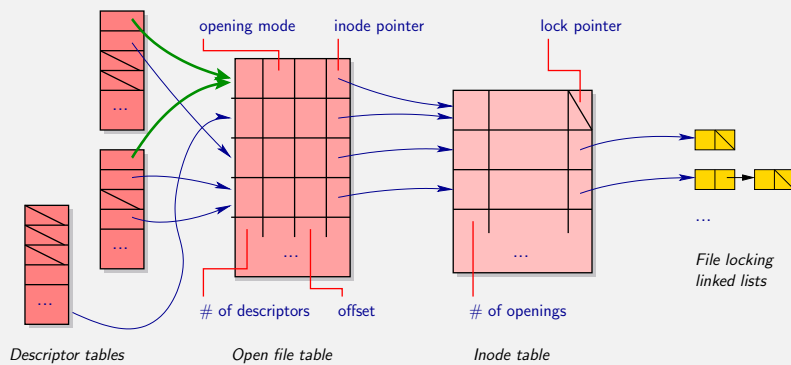 opening mode
inode pointer
lock pointer
...
...
...
...
...
...
# of descriptors
offset
# of openings
File locking
linked lists
Descriptor tables
Open file table
Inode table